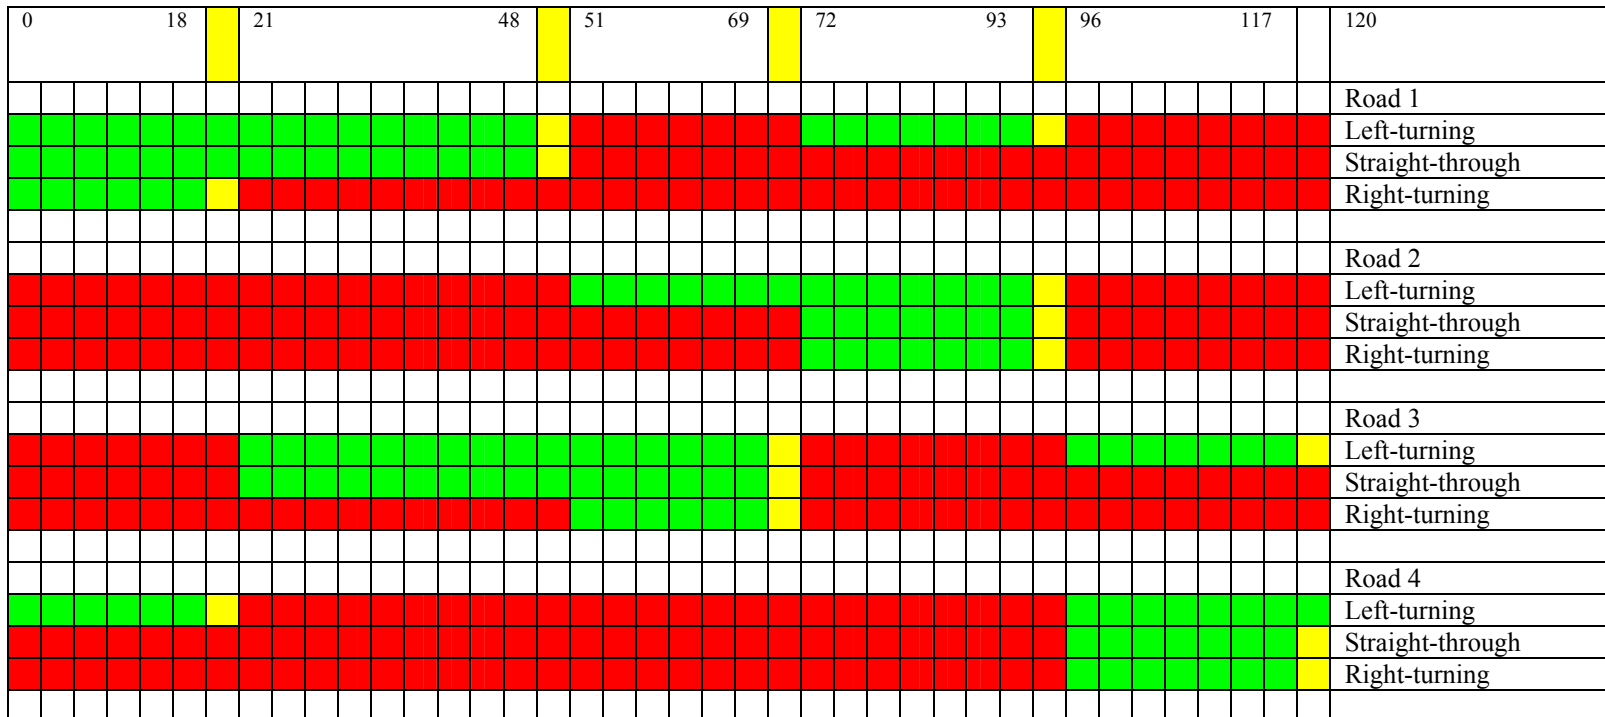 0 18 21 48 51 69 72 93 96 117 120
Road 1
Left-turning
Straight-through
Right-turning
Road 2
Left-turning
Straight-through
Right-turning
Road 3
Left-turning
Straight-through
Right-turning
Road 4
Left-turning
Straight-through
Right-turning